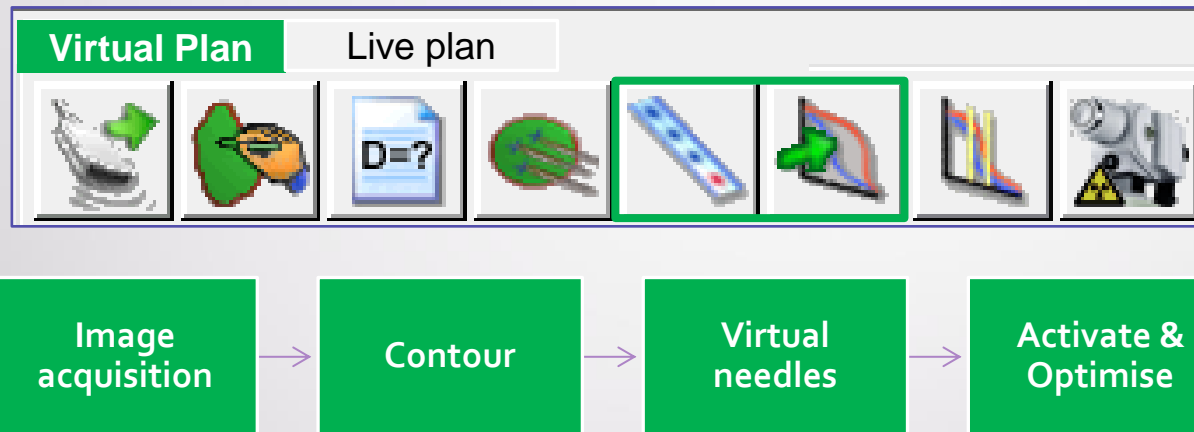 Virtual Plan Live plan
D=?
Image
acquisition
Contour
Virtual
needles
Activate &
Optimise